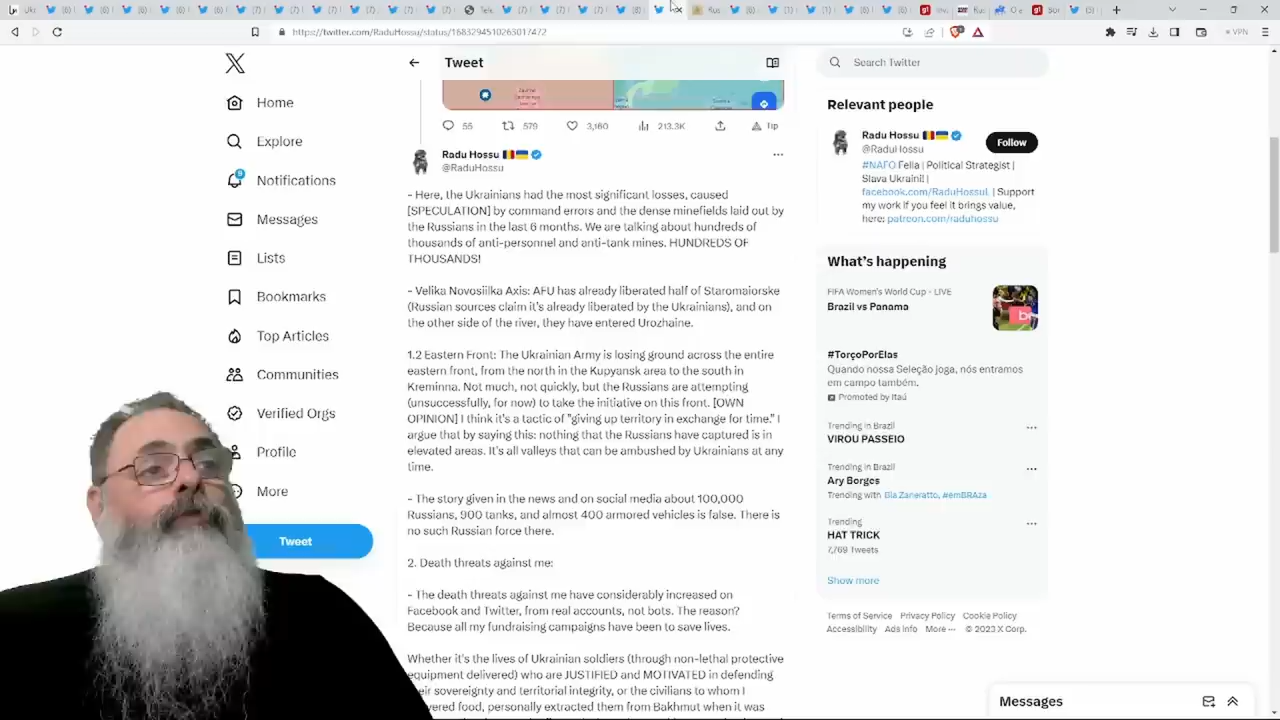 https://twitter.com/RaduHossu/status/1683294510263017472
VPN
Home
Explore
Notifications
Messages
Lists
Bookmarks
Top Articles
Communities
Verified Orgs
Profile
More
Tweet
Tweet
55
579
3,160
213.3K
Tip
Radu Hossu
@RaduHossu
- Here, the Ukrainians had the most significant losses, caused
[SPECULATION] by command errors and the dense minefields laid out by
the Russians in the last 6 months. We are talking about hundreds of
thousands of anti-personnel and anti-tank mines. HUNDREDS OF
THOUSANDS!
- Velika Novosiilka Axis: AFU has already liberated half of Staromaiorske
(Russian sources claim it's already liberated by the Ukrainians), and on
the other side of the river, they have entered Urozhaine.
1.2 Eastern Front: The Ukrainian Army is losing ground across the entire
eastern front, from the north in the Kupyansk area to the south in
Kreminna. Not much, not quickly, but the Russians are attempting
(unsuccessfully, for now) to take the initiative on this front. [OWN
OPINION] I think it's a tactic of "giving up territory in exchange for time." I
argue that by saying this: nothing that the Russians have captured is in
elevated areas. It's all valleys that can be ambushed by Ukrainians at any
time.
- The story given in the news and on social media about 100,000
Russians, 900 tanks, and almost 400 armored vehicles is false. There is
no such Russian force there.
2. Death threats against me:
- The death threats against me have considerably increased on
Facebook and Twitter, from real accounts, not bots. The reason?
Because all my fundraising campaigns have been to save lives.
Whether it's the lives of Ukrainian soldiers (through non-lethal protective
equipment delivered) who are JUSTIFIED and MOTIVATED in defending
their sovereignty and territorial integrity, or the civilians to whom I
food, personally extracted them from Bakhmut when it was
Search Twitter
Relevant people
Radu Hossu
@RaduHossu
Follow
#NAFO Fella | Political Strategist |
Slava Ukraini! |
facebook.com/RaduHossuL | Support
my work if you feel it brings value,
here: patreon.com/raduhossu
What's happening
FIFA Women's World Cup · LIVE
Brazil vs Panama
#TorçoPorElas
Quando nossa Seleção joga, nós entramos
em campo também.
Promoted by Itaú
Trending in Brazil
VIROU PASSEIO
Trending in Brazil
Ary Borges
Trending with Bia Zaneratto, #emBRAza
Trending
HAT TRICK
7,769 Tweets
Show more
Terms of Service Privacy Policy Cookie Policy
Accessibility Ads info More ··· © 2023 X Corp.
Messages